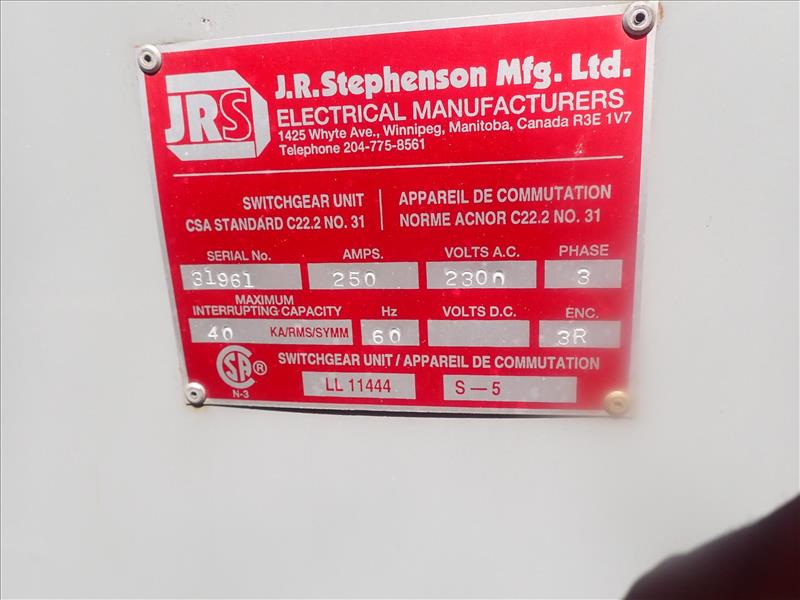 JRS
J.R.Stephenson Mfg. Ltd.
ELECTRICAL MANUFACTURERS
1425 Whyte Ave., Winnipeg, Manitoba, Canada R3E 1V7
Telephone 204-775-8561
SWITCHGEAR UNIT
CSA STANDARD C22.2 NO. 31
APPAREIL DE COMMUTATION
NORME ACNOR C22.2 NO. 31
SERIAL No. AMPS. VOLTS A.C. PHASE
31961 250 2300 3
MAXIMUM
INTERRUPTING CAPACITY Hz VOLTS D.C. ENC.
40 KA/RMS/SYMM 60 3R
SA ®
N-3
SWITCHGEAR UNIT / APPAREIL DE COMMUTATION
LL 11444 S — 5